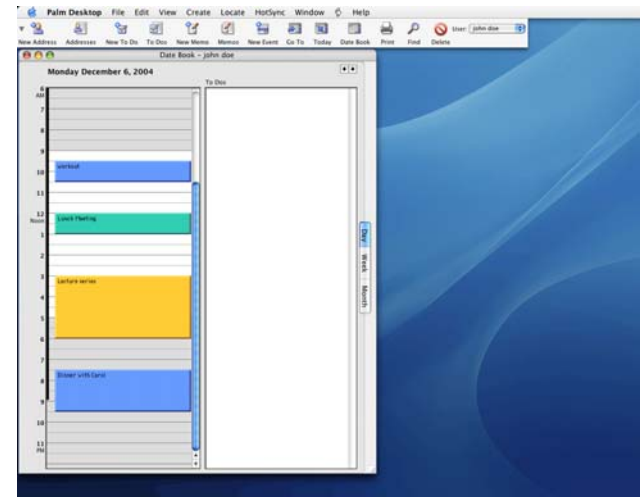 Palm Desktop File Edit View Create Locate HotSync Window Help
User: john doe
New Address Addresses New To Do To Dos New Memo Memos New Event Go To Today Date Book Print Find Delete
Date Book - john doe
Monday December 6, 2004
To Dos
6
AM
7
8
9
workout
10
11
12
Noon
Lunch Meeting
1
2
3
Lecture series
4
5
6
7
Dinner with Carol
8
9
10
11
PM
Day
Week
Month